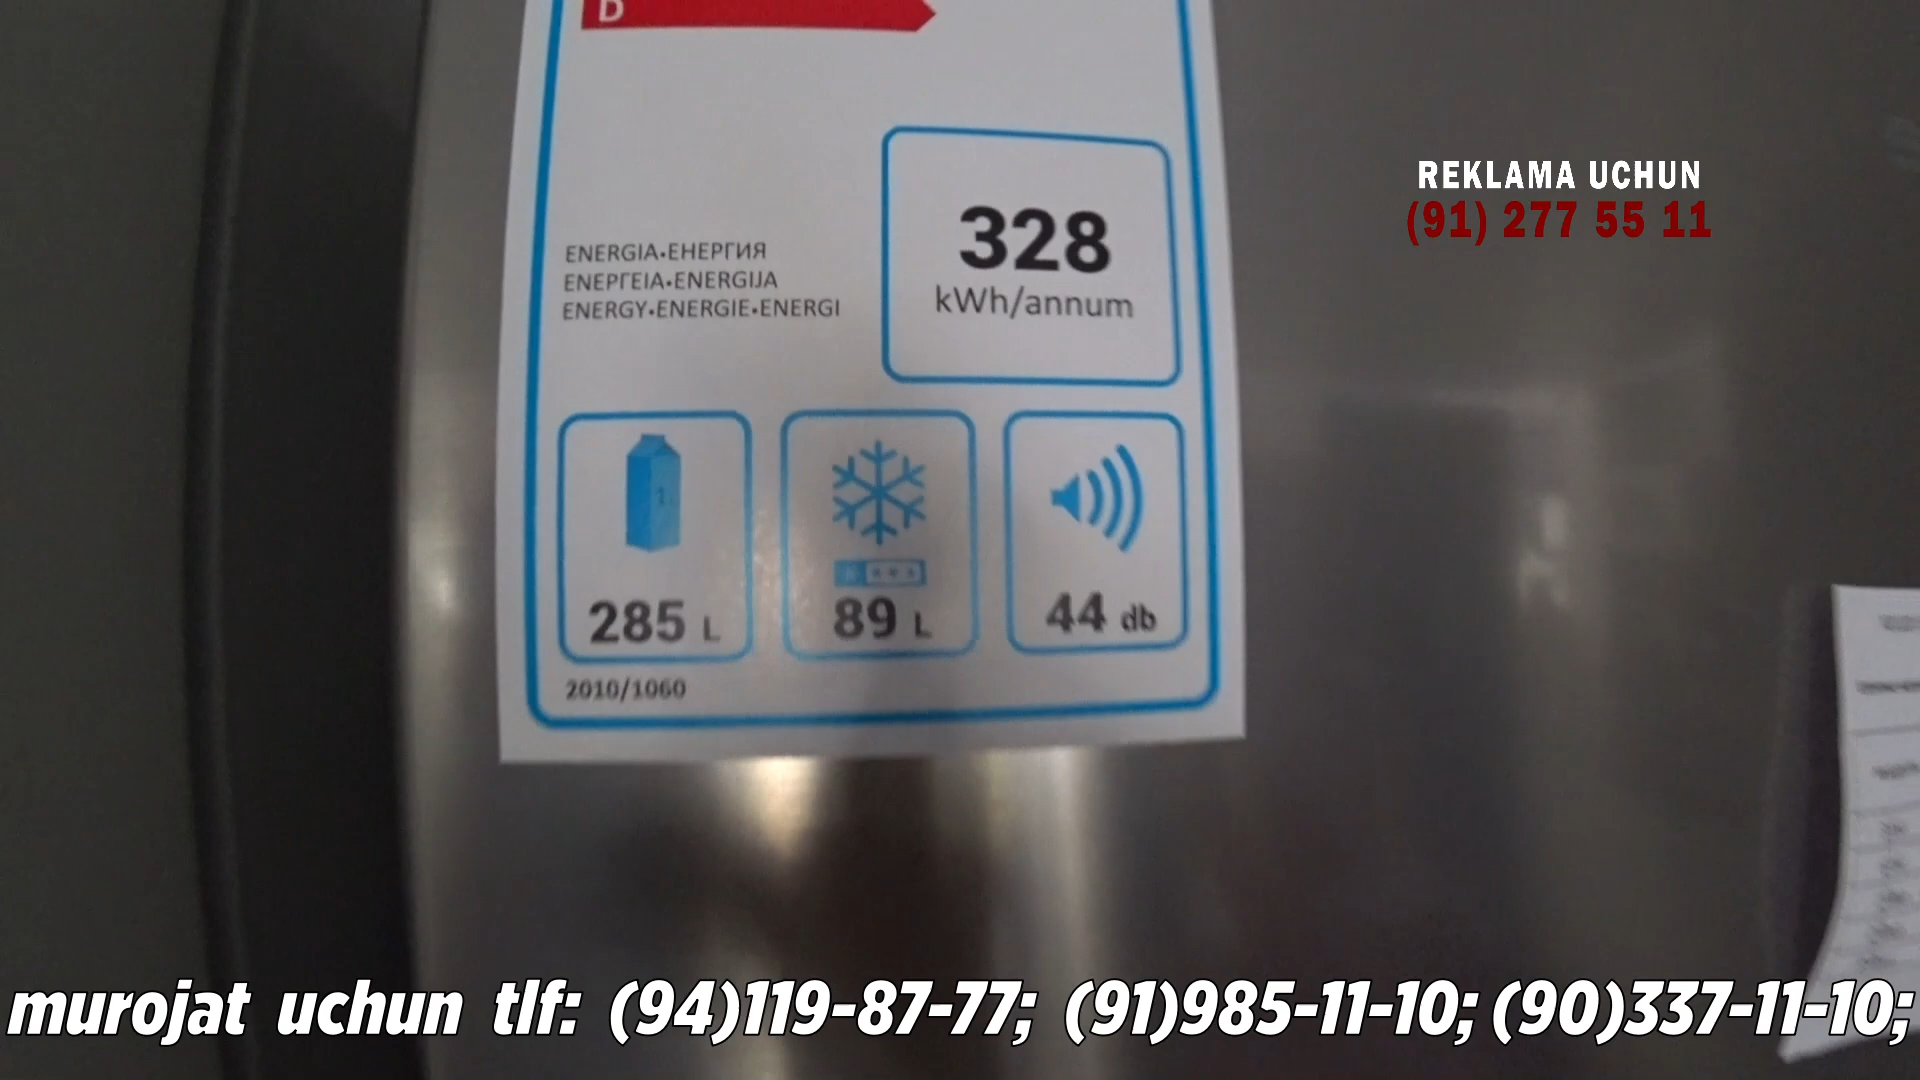 D
REKLAMA UCHUN
(91) 277 55 11
328
kWh/annum
ENERGIA•ЕНЕРГИЯ
ΕΝΕΡΓΕΙΑ•ENERGIJA
ENERGY•ENERGIE•ENERGI
285 L
89 L
44 db
2010/1060
murojat uchun tlf: (94)119-87-77; (91)985-11-10; (90)337-11-10;